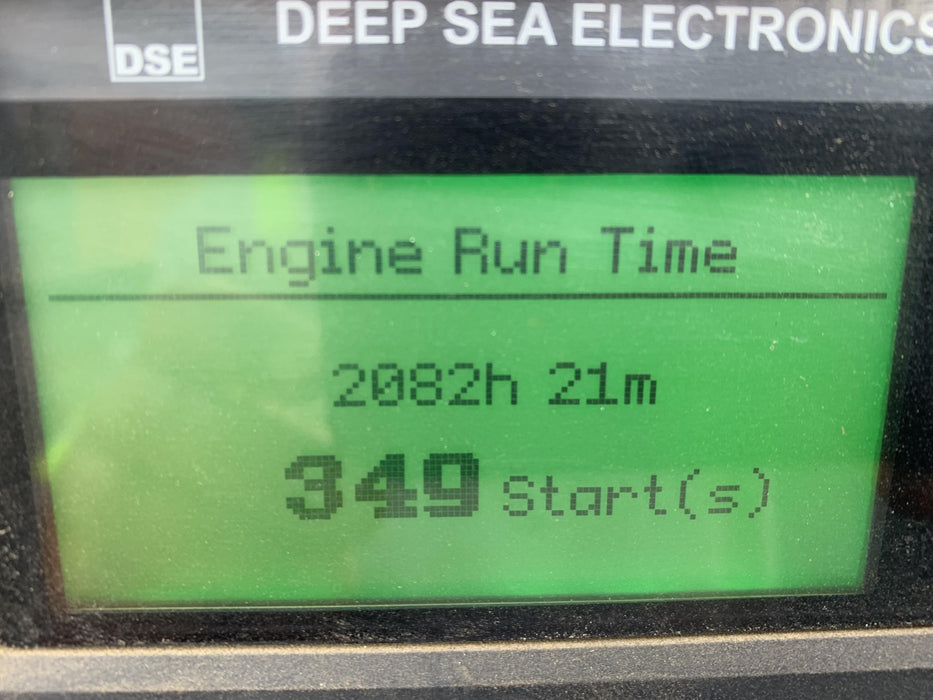 DSE
DEEP SEA ELECTRONICS
Engine Run Time
2082h 21m
349 Start(s)